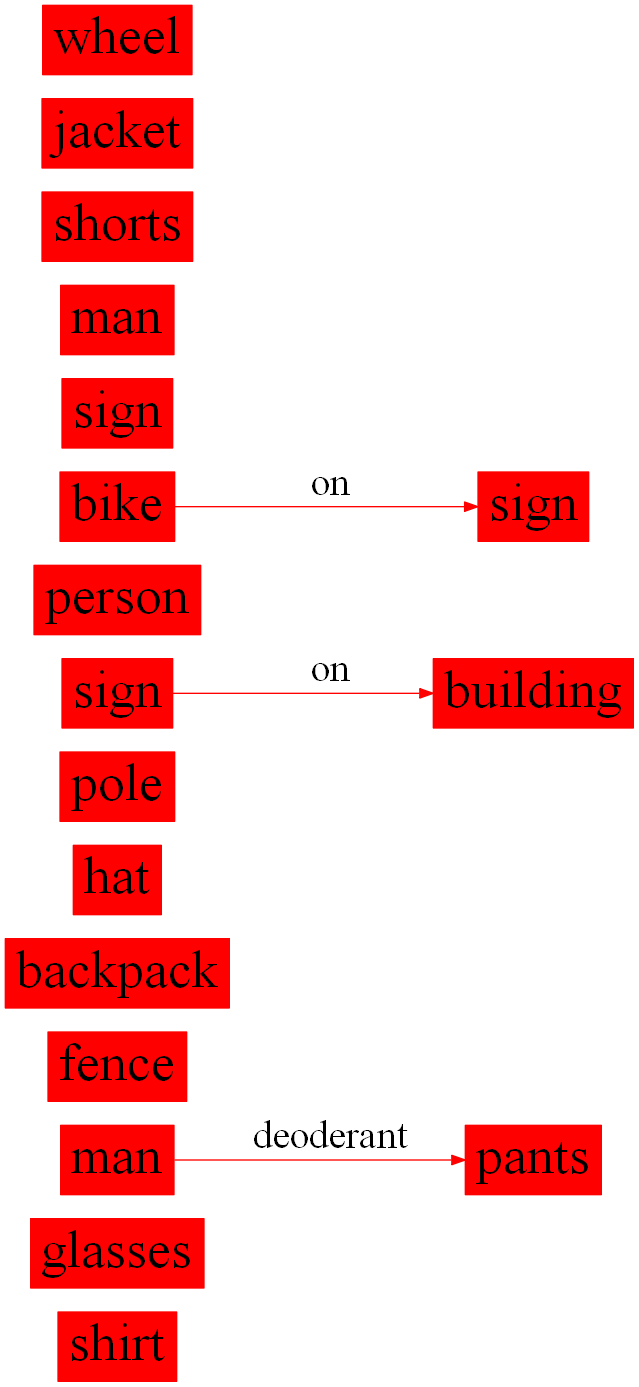 wheel
jacket
shorts
man
sign
bike on sign
person
sign on building
pole
hat
backpack
fence
man deoderant pants
glasses
shirt